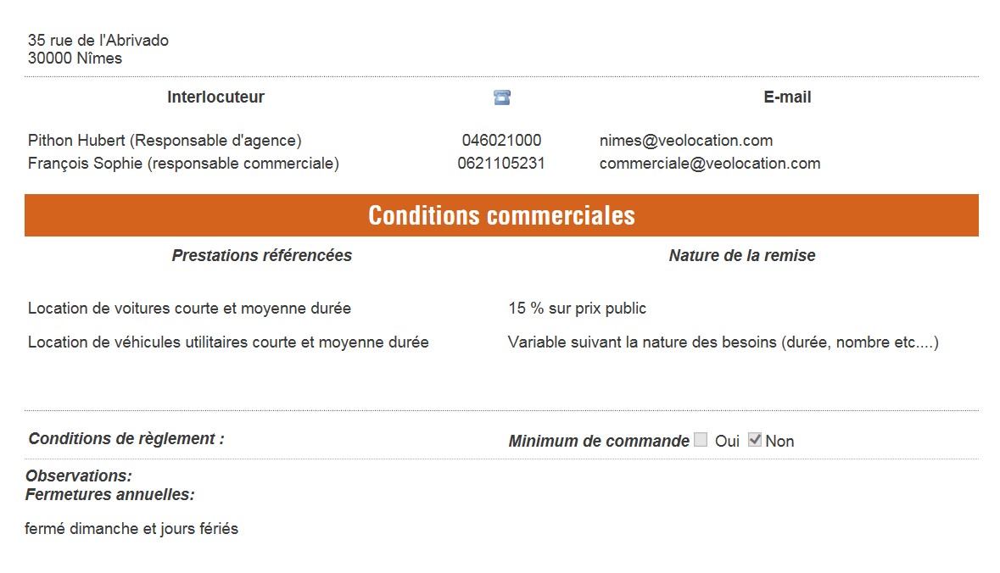 35 rue de l'Abrivado
30000 Nîmes
Interlocuteur E-mail
Pithon Hubert (Responsable d'agence) 046021000 nimes@veolocation.com
François Sophie (responsable commerciale) 0621105231 commerciale@veolocation.com
Conditions commerciales
Prestations référencées Nature de la remise
Location de voitures courte et moyenne durée 15 % sur prix public
Location de véhicules utilitaires courte et moyenne durée Variable suivant la nature des besoins (durée, nombre etc....)
Conditions de règlement : Minimum de commande Oui Non
Observations:
Fermetures annuelles:
fermé dimanche et jours fériés